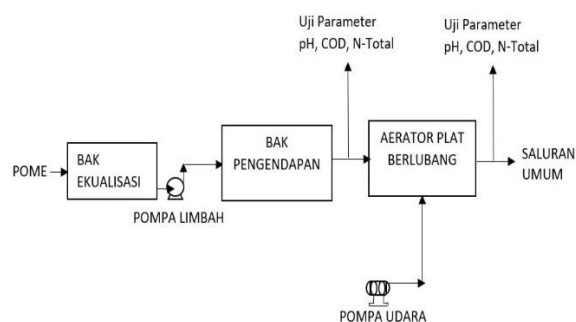 Uji Parameter
pH, COD, N-Total
Uji Parameter
pH, COD, N-Total
POME
BAK
EKUALISASI
POMPA LIMBAH
BAK
PENGENDAPAN
AERATOR PLAT
BERLUBANG
SALURAN
UMUM
POMPA UDARA